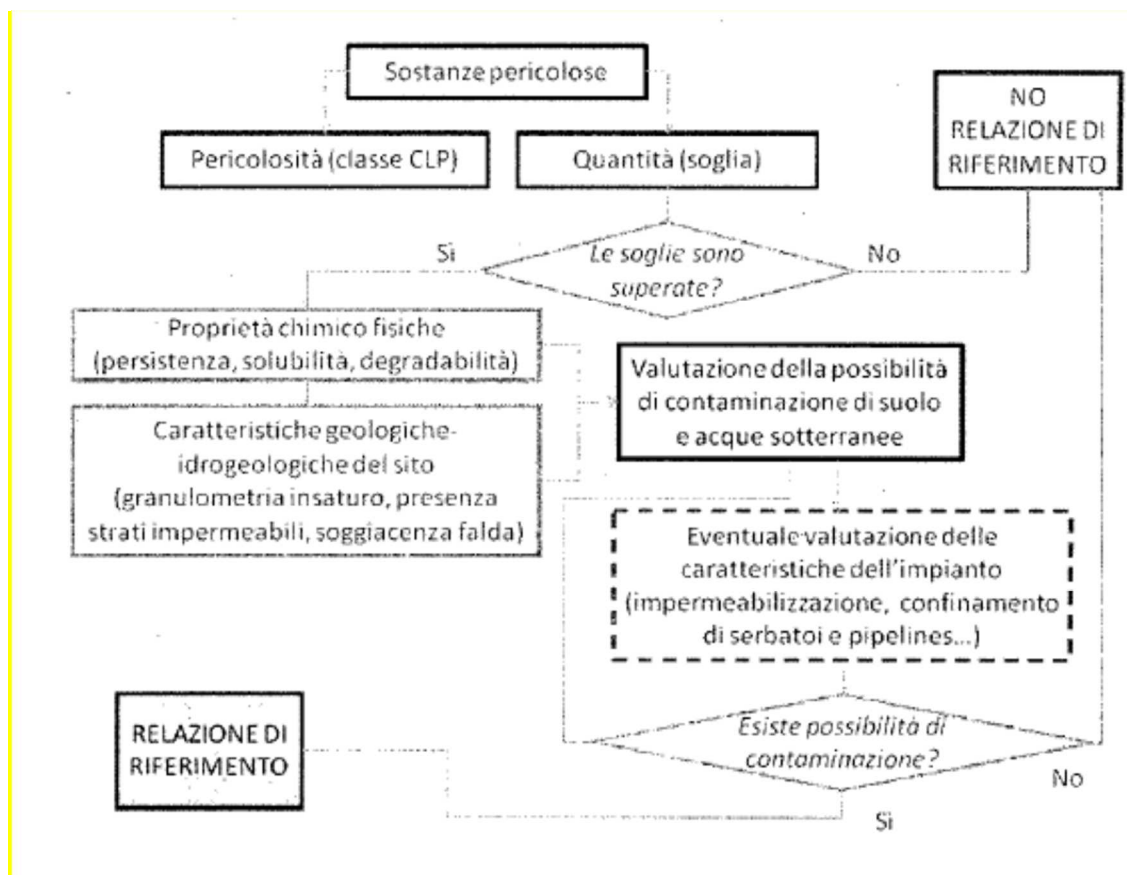 Sostanze pericolose
NO
RELAZIONE DI
RIFERIMENTO
Pericolosità (classe CLP)
Quantità (soglia)
Sì
Le soglie sono
superate?
No
Proprietà chimico fisiche
(persistenza, solubilità, degradabilità)
Valutazione della possibilità
di contaminazione di suolo
e acque sotterranee
Caratteristiche geologiche-
idrogeologiche del sito
(granulometria insaturo, presenza
strati impermeabili, soggiacenza falda)
Eventuale valutazione delle
caratteristiche dell'impianto
(impermeabilizzazione, confinamento
di serbatoi e pipelines...)
RELAZIONE DI
RIFERIMENTO
Esiste possibilità di
contaminazione?
No
Sì